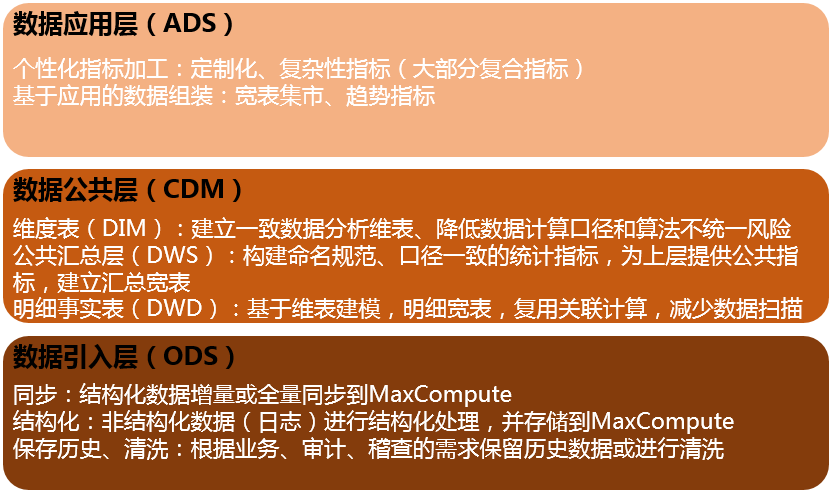 数据应用层（ADS）
个性化指标加工：定制化、复杂性指标（大部分复合指标）
基于应用的数据组装：宽表集市、趋势指标
数据公共层（CDM）
维度表（DIM）：建立一致数据分析维表、降低数据计算口径和算法不统一风险
公共汇总层（DWS）：构建命名规范、口径一致的统计指标，为上层提供公共指
标，建立汇总宽表
明细事实表（DWD）：基于维表建模，明细宽表，复用关联计算，减少数据扫描
数据引入层（ODS）
同步：结构化数据增量或全量同步到MaxCompute
结构化：非结构化数据（日志）进行结构化处理，并存储到MaxCompute
保存历史、清洗：根据业务、审计、稽查的需求保留历史数据或进行清洗